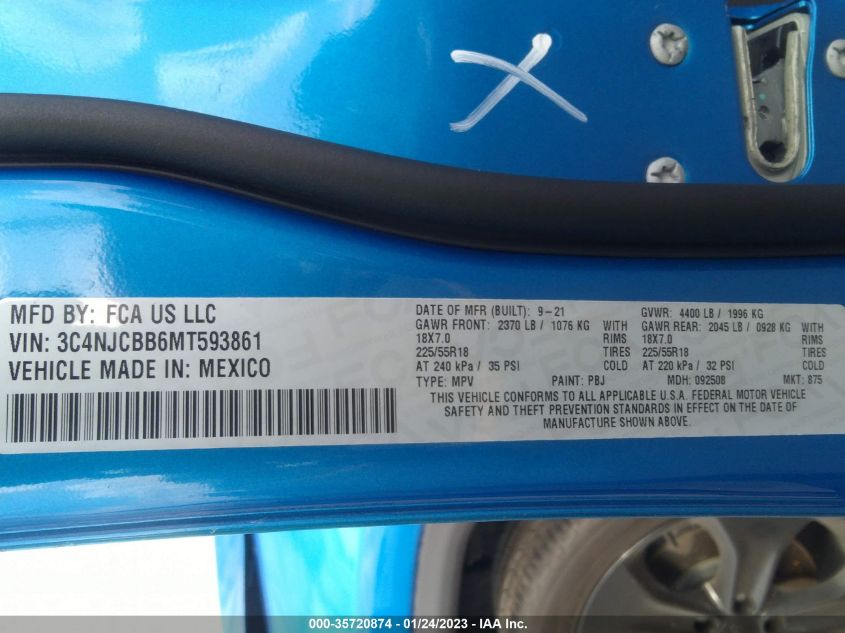 MFD BY: FCA US LLC
VIN: 3C4NJCBB6MT593861
VEHICLE MADE IN: MEXICO
DATE OF MFR (BUILT): 9-21 GVWR: 4400 LB / 1996 KG
GAWR FRONT: 2370 LB / 1076 KG GAWR REAR: 2045 LB / 0928 KG
18X7.0 RIMS 18X7.0 RIMS
225/55R18 TIRES 225/55R18 TIRES
AT 240 kPa / 35 PSI COLD AT 220 kPa / 32 PSI COLD
TYPE: MPV PAINT: PBJ MDH: 092508 MKT: 875
THIS VEHICLE CONFORMS TO ALL APPLICABLE U.S.A. FEDERAL MOTOR VEHICLE
SAFETY AND THEFT PREVENTION STANDARDS IN EFFECT ON THE DATE OF
MANUFACTURE SHOWN ABOVE.
000-35720874 / 01/24/2023 / IAA Inc.